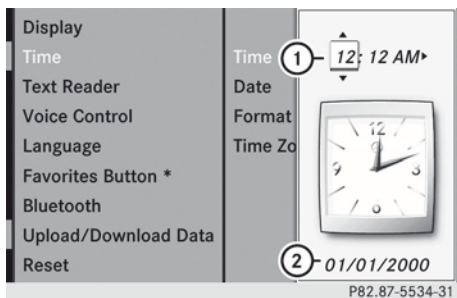 Display
Time
Text Reader
Voice Control
Language
Favorites Button *
Bluetooth
Upload/Download Data
Reset
Time
Date
Format
Time Zo
1
12: 12 AM
12
9
3
2
01/01/2000
P82.87-5534-31